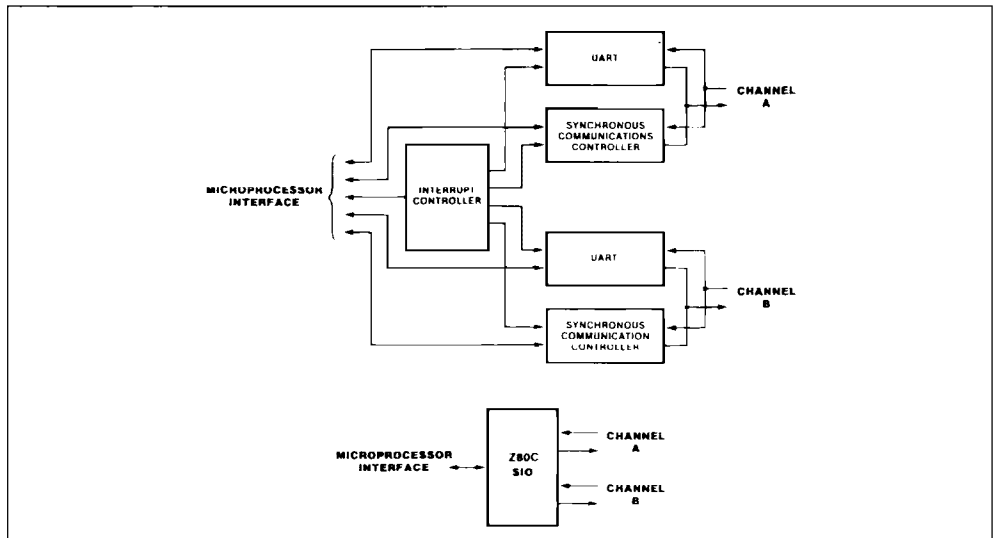 UART
CHANNEL
A
SYNCHRONOUS
COMMUNICATIONS
CONTROLLER
MICROPROCESSOR
INTERFACE
INTERRUPT
CONTROLLER
UART
CHANNEL
B
SYNCHRONOUS
COMMUNICATION
CONTROLLER
MICROPROCESSOR
INTERFACE
Z80C
SIO
CHANNEL
A
CHANNEL
B